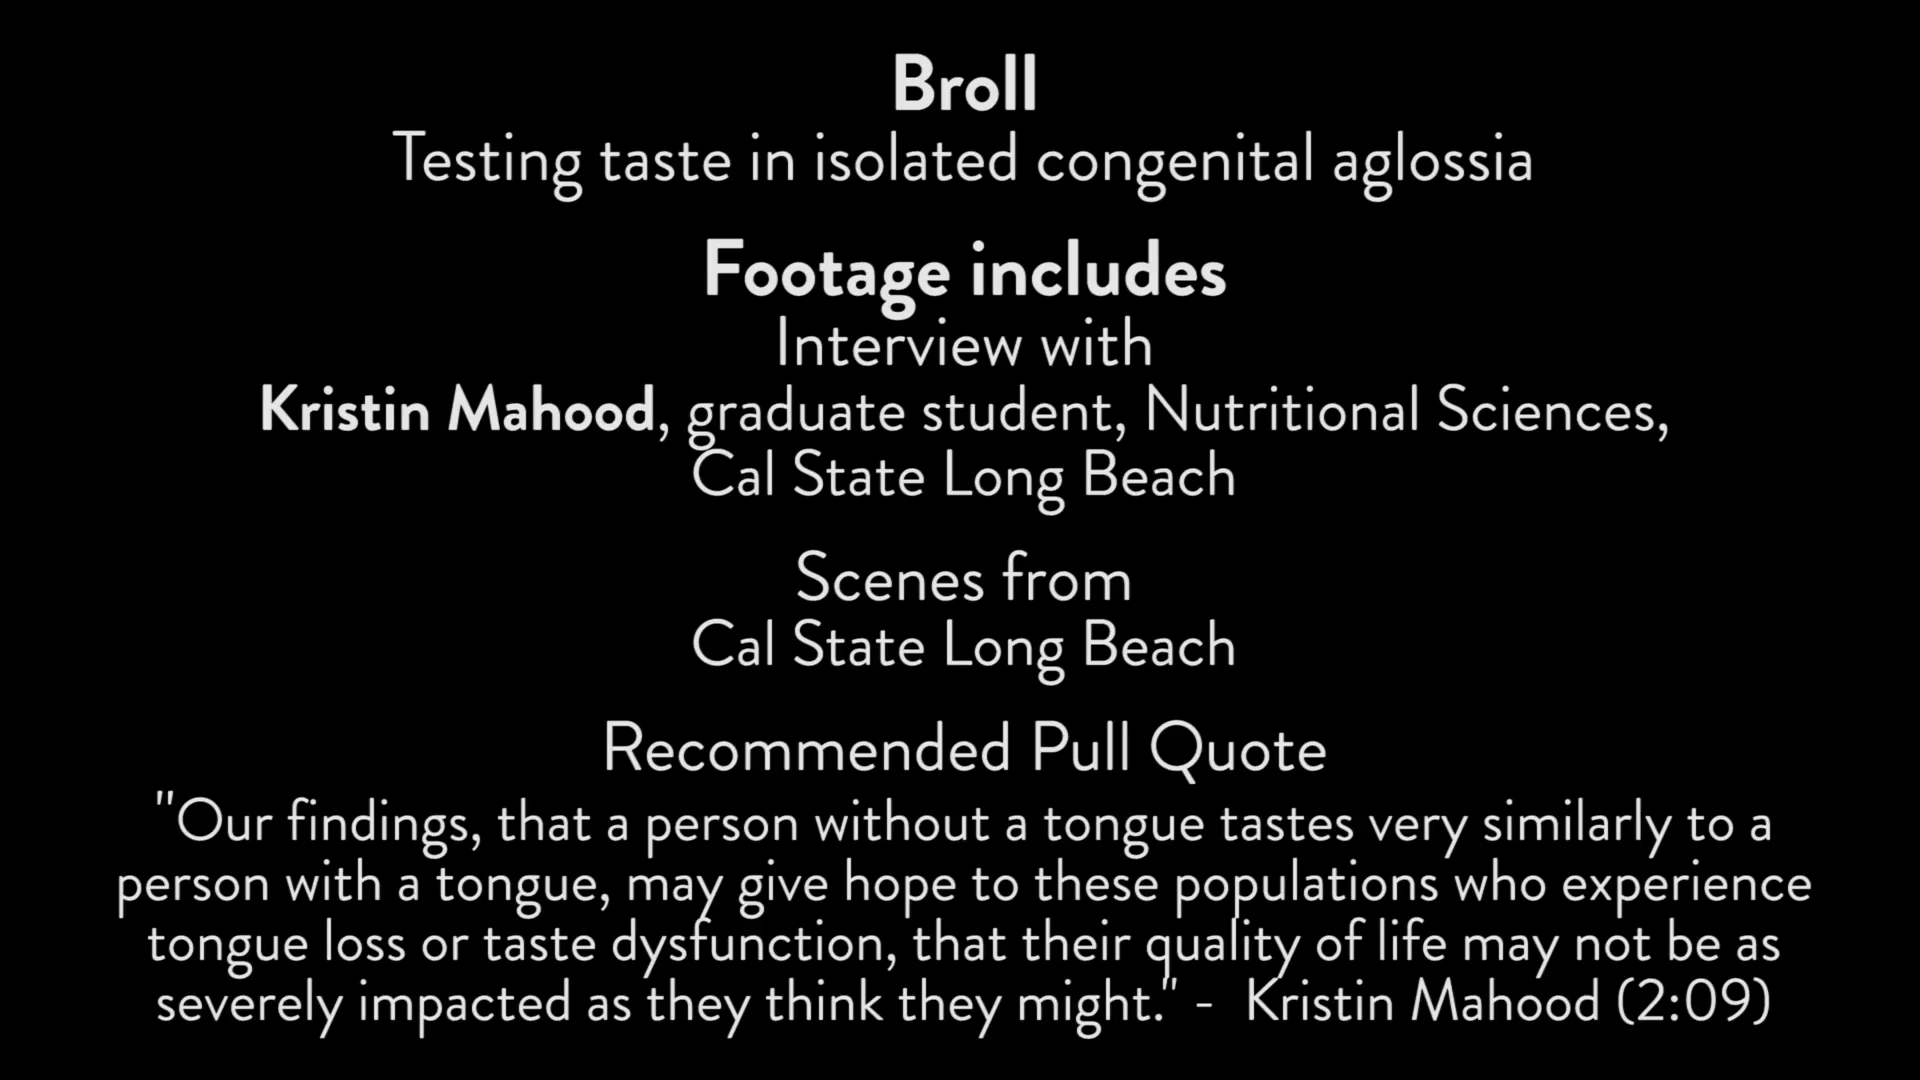 Broll
Testing taste in isolated congenital aglossia
Footage includes
Interview with
Kristin Mahood, graduate student, Nutritional Sciences,
Cal State Long Beach
Scenes from
Cal State Long Beach
Recommended Pull Quote
"Our findings, that a person without a tongue tastes very similarly to a
person with a tongue, may give hope to these populations who experience
tongue loss or taste dysfunction, that their quality of life may not be as
severely impacted as they think they might." -  Kristin Mahood (2:09)